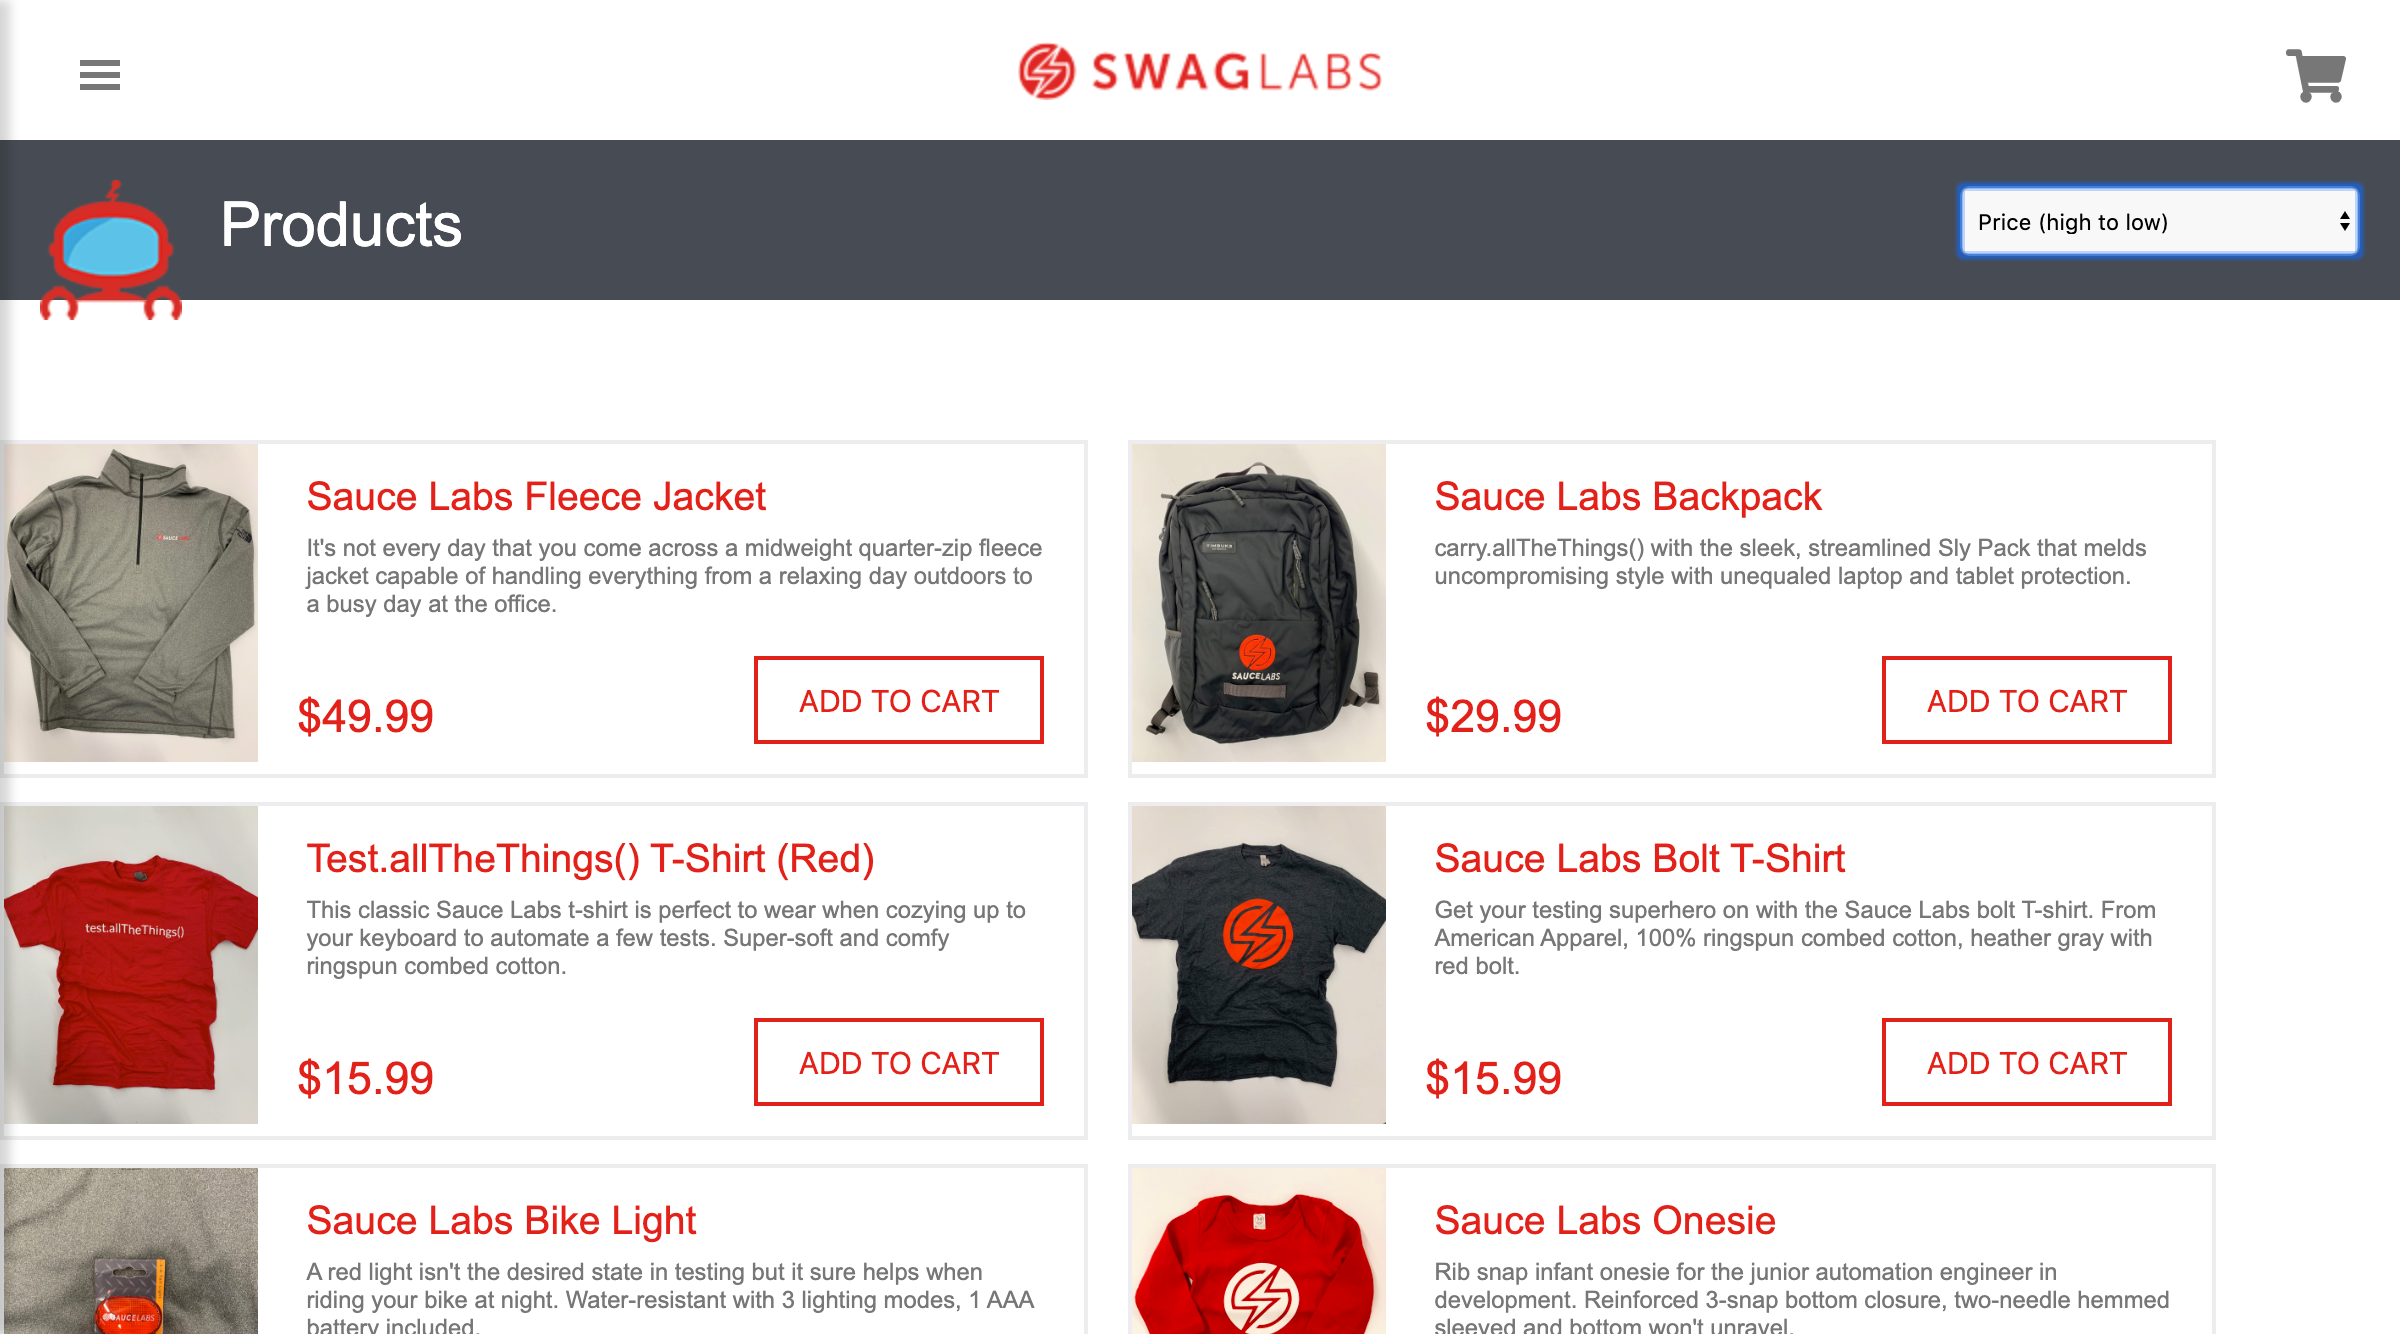 SWAGLABS
Products
Price (high to low)
Sauce Labs Fleece Jacket
It's not every day that you come across a midweight quarter-zip fleece
jacket capable of handling everything from a relaxing day outdoors to
a busy day at the office.
$49.99
ADD TO CART
SAUCE
Sauce Labs Backpack
carry.allTheThings() with the sleek, streamlined Sly Pack that melds
uncompromising style with unequaled laptop and tablet protection.
$29.99
ADD TO CART
SAUCELABS
Test.allTheThings() T-Shirt (Red)
This classic Sauce Labs t-shirt is perfect to wear when cozying up to
your keyboard to automate a few tests. Super-soft and comfy
ringspun combed cotton.
$15.99
ADD TO CART
test.allTheThings()
Sauce Labs Bolt T-Shirt
Get your testing superhero on with the Sauce Labs bolt T-shirt. From
American Apparel, 100% ringspun combed cotton, heather gray with
red bolt.
$15.99
ADD TO CART
Sauce Labs Bike Light
A red light isn't the desired state in testing but it sure helps when
riding your bike at night. Water-resistant with 3 lighting modes, 1 AAA
battery included.
SAUCELABS
Sauce Labs Onesie
Rib snap infant onesie for the junior automation engineer in
development. Reinforced 3-snap bottom closure, two-needle hemmed
sleeved and bottom won't unravel.